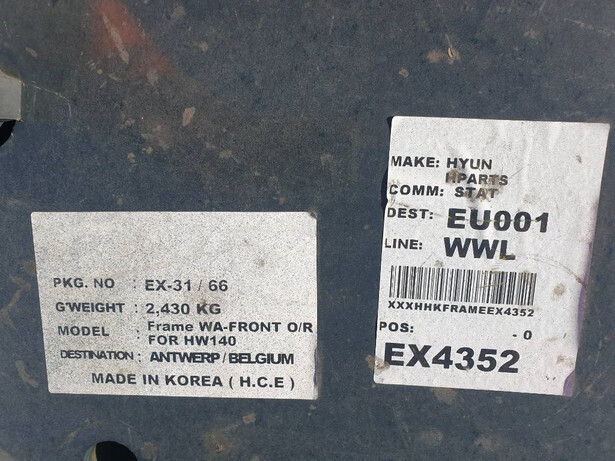 PKG. NO : EX-31 / 66
G'WEIGHT : 2,430 KG
MODEL : Frame WA-FRONT O/R
FOR HW140
DESTINATION : ANTWERP / BELGIUM
MADE IN KOREA ( H.C.E )
MAKE: HYUN
HPARTS
COMM: STAT
DEST: EU001
LINE: WWL
XXXHHKFRAMEEX4352
POS: - 0
EX4352